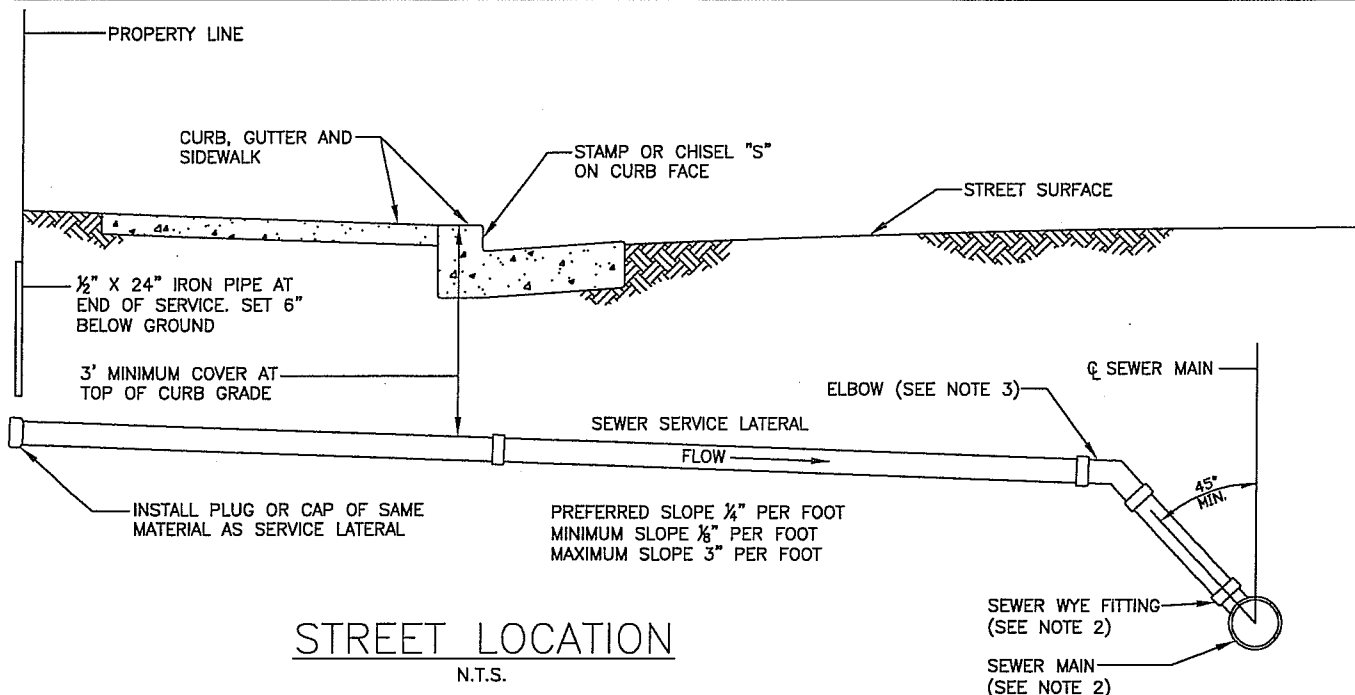 PROPERTY LINE
CURB, GUTTER AND
SIDEWALK
STAMP OR CHISEL "S"
ON CURB FACE
STREET SURFACE
½" X 24" IRON PIPE AT
END OF SERVICE. SET 6"
BELOW GROUND
3' MINIMUM COVER AT
TOP OF CURB GRADE
℄ SEWER MAIN
ELBOW (SEE NOTE 3)
SEWER SERVICE LATERAL
FLOW
45°
MIN.
INSTALL PLUG OR CAP OF SAME
MATERIAL AS SERVICE LATERAL
PREFERRED SLOPE ¼" PER FOOT
MINIMUM SLOPE ⅛" PER FOOT
MAXIMUM SLOPE 3" PER FOOT
SEWER WYE FITTING
(SEE NOTE 2)
SEWER MAIN
(SEE NOTE 2)
STREET LOCATION
N.T.S.